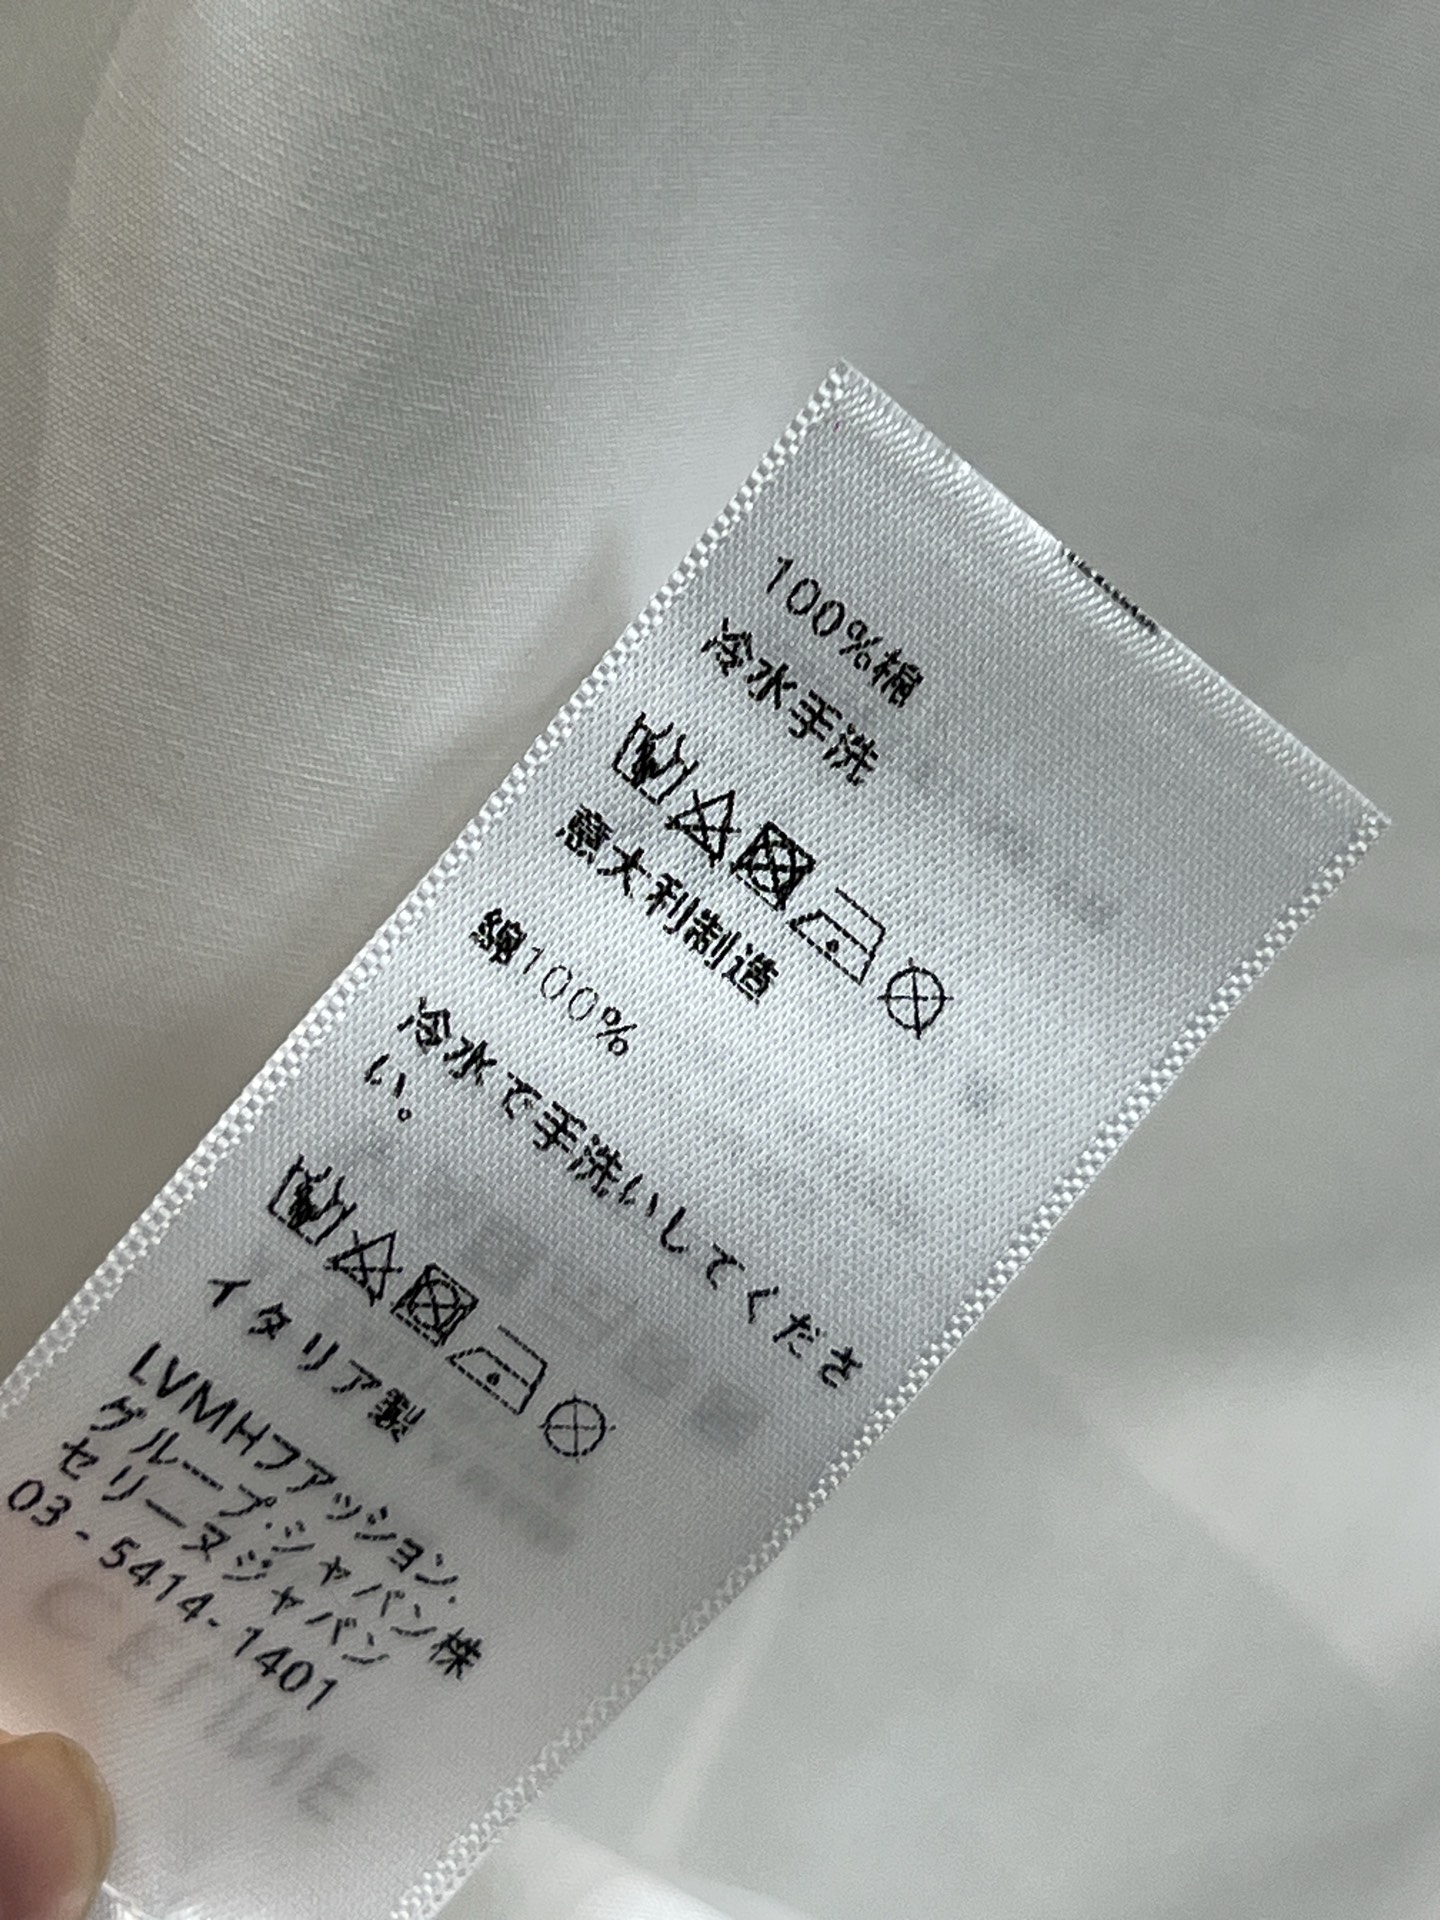 100%棉
冷水手洗
意大利制造
綿100%
冷水で手洗いしてくださ
い。
イタリア製
LVMHファッション.
グループ.ジャパン株
セリーヌジャパン
03-5414-1401
CELINE